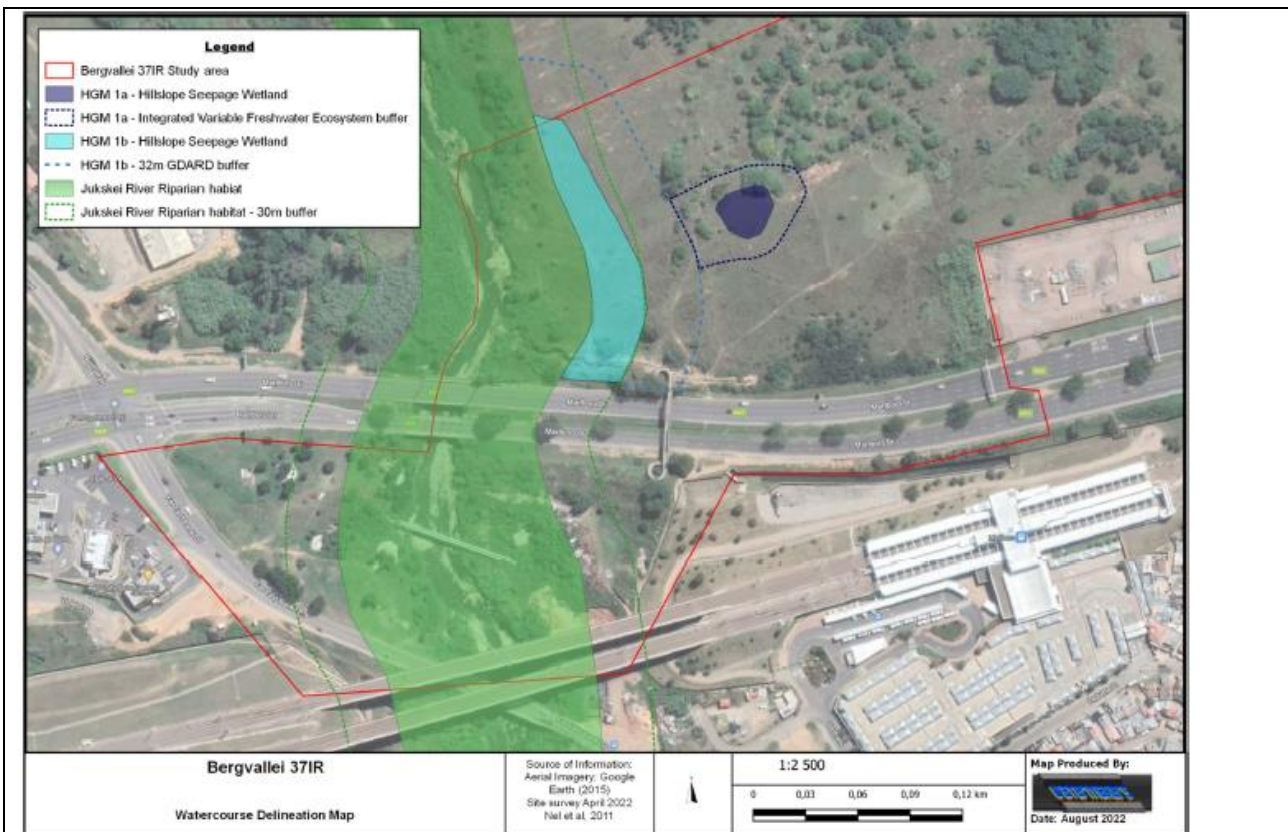 Legend
Bergvallei 37IR Study area
HGM 1a - Hillslope Seepage Wetland
HGM 1a - Integrated Variable Freshwater Ecosystem buffer
HGM 1b - Hillslope Seepage Wetland
HGM 1b - 32m GDARD buffer
Jukskei River Riparian habiat
Jukskei River Riparian habitat - 30m buffer
Bergvallei 37IR
Watercourse Delineation Map
Source of Information:
Aerial Imagery: Google
Earth (2015)
Site survey April 2022
Nel et al, 2011
1:2 500
0 0,03 0,06 0,09 0,12 km
Map Produced By:
Date: August 2022